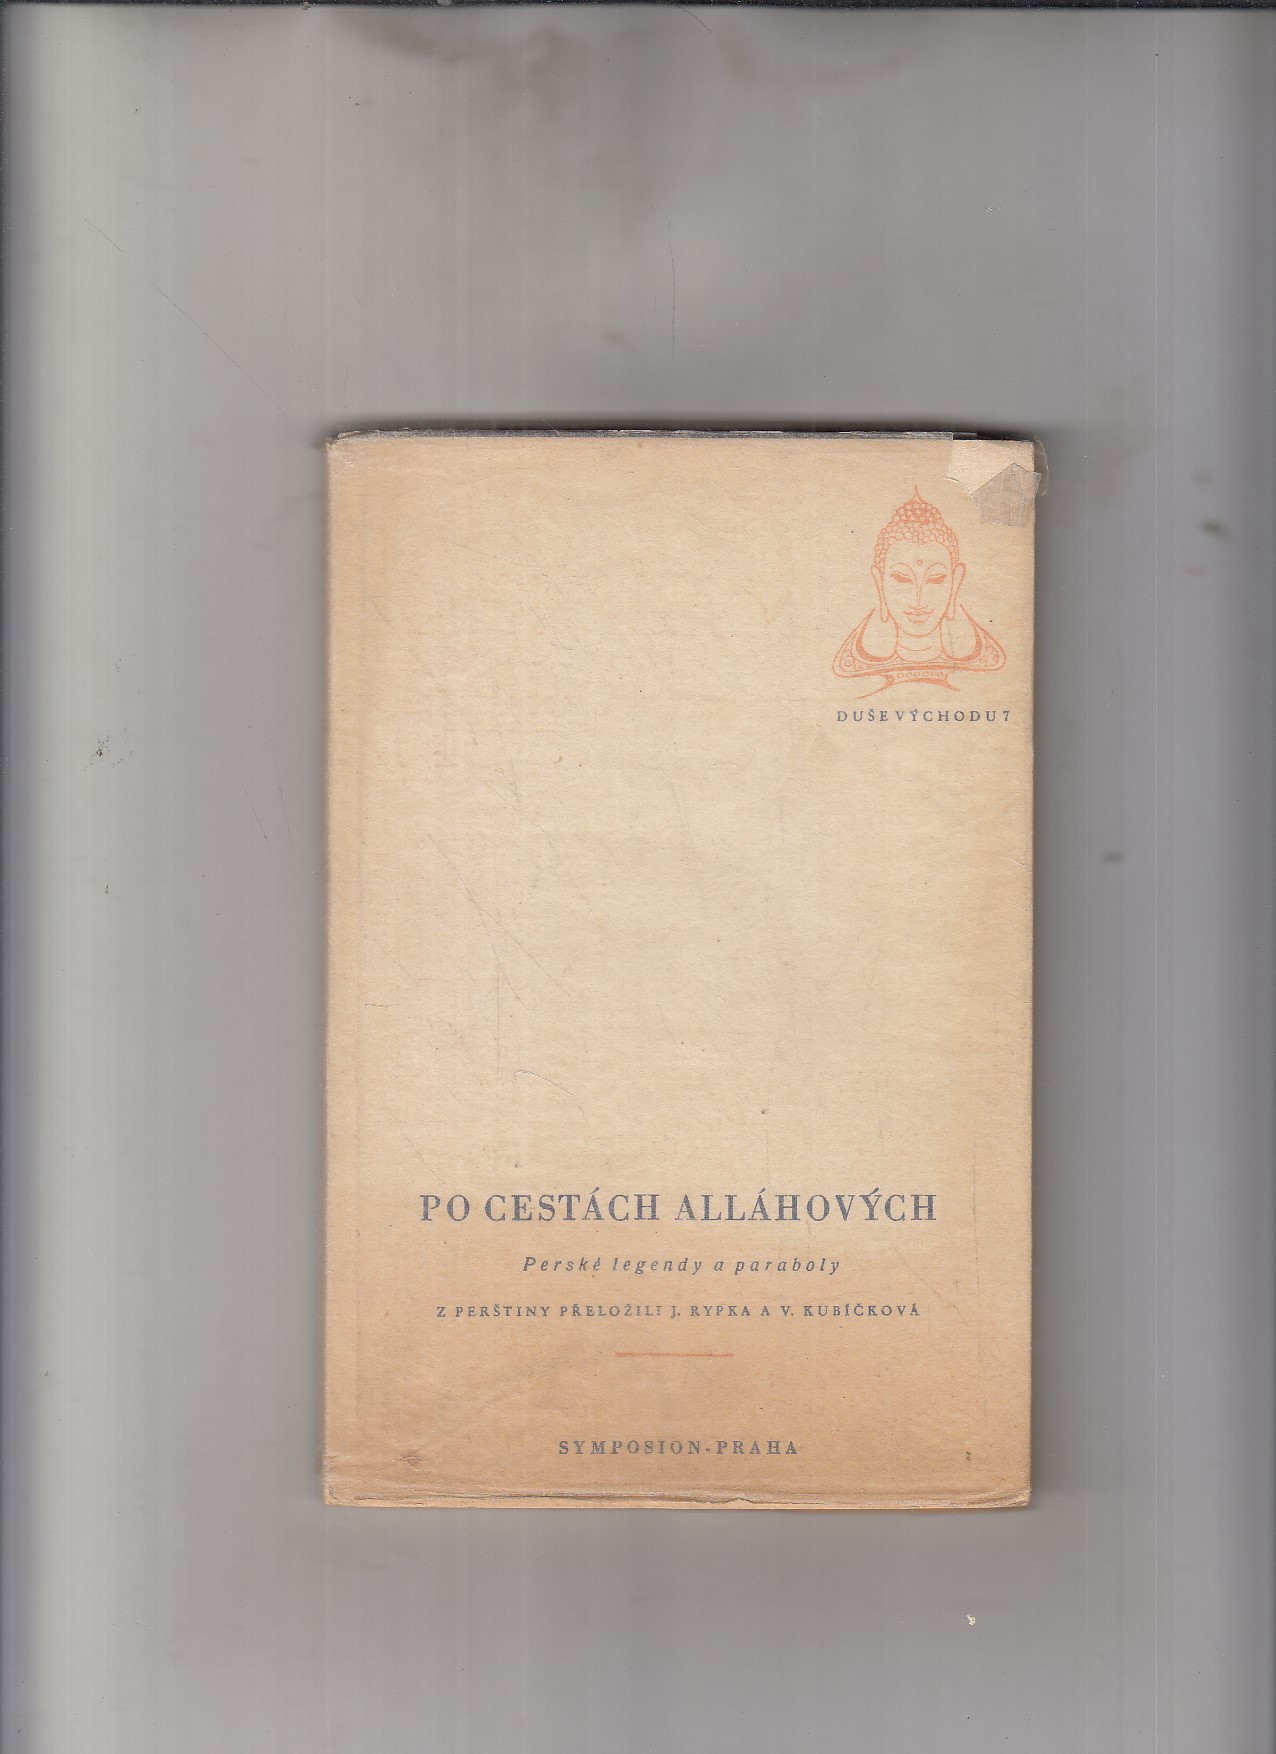 DUŠE VÝCHODU 7
PO CESTÁCH ALLÁHOVÝCH
Perské legendy a paraboly
Z PERŠTINY PŘELOŽILI J. RYPKA A V. KUBÍČKOVÁ
SYMPOSION-PRAHA